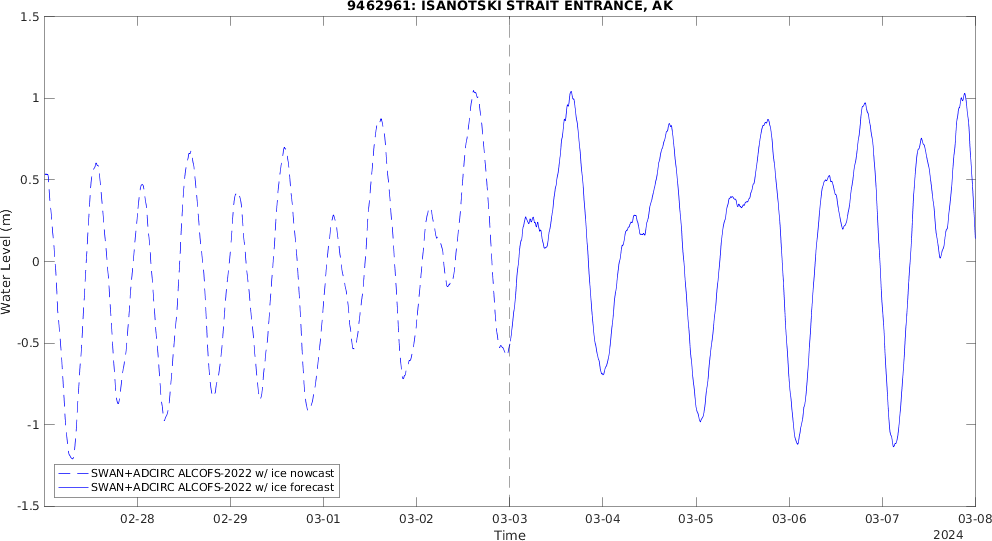 9462961: ISANOTSKI STRAIT ENTRANCE, AK
Water Level (m)
1.5
1
0.5
0
-0.5
-1
-1.5
SWAN+ADCIRC ALCOFS-2022 w/ ice nowcast
SWAN+ADCIRC ALCOFS-2022 w/ ice forecast
02-28 02-29 03-01 03-02 03-03 03-04 03-05 03-06 03-07 03-08
Time
2024